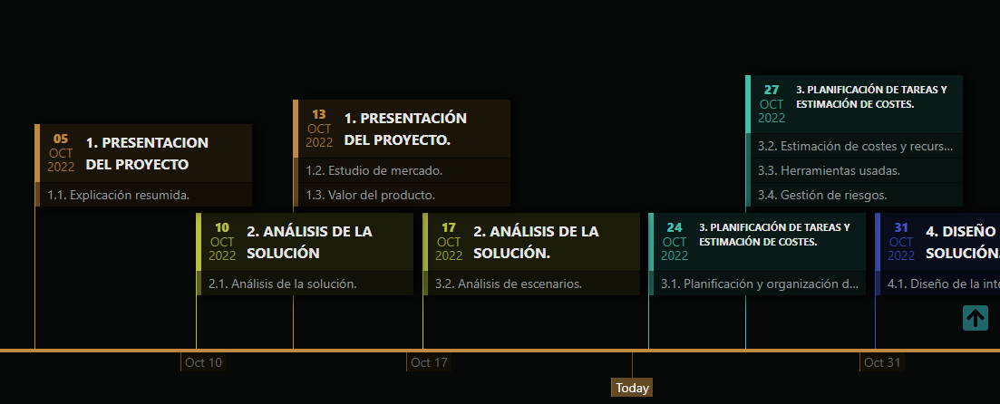 05
OCT
2022
1. PRESENTACION
DEL PROYECTO
1.1. Explicación resumida.
13
OCT
2022
1. PRESENTACIÓN
DEL PROYECTO.
1.2. Estudio de mercado.
1.3. Valor del producto.
27
OCT
2022
3. PLANIFICACIÓN DE TAREAS Y
ESTIMACIÓN DE COSTES.
3.2. Estimación de costes y recurs...
3.3. Herramientas usadas.
3.4. Gestión de riesgos.
10
OCT
2022
2. ANÁLISIS DE LA
SOLUCIÓN
2.1. Análisis de la solución.
17
OCT
2022
2. ANÁLISIS DE LA
SOLUCIÓN.
3.2. Análisis de escenarios.
24
OCT
2022
3. PLANIFICACIÓN DE TAREAS Y
ESTIMACIÓN DE COSTES.
3.1. Planificación y organización d...
31
OCT
2022
4. DISEÑO
SOLUCIÓN
4.1. Diseño de la inte
Oct 10
Oct 17
Oct 31
Today